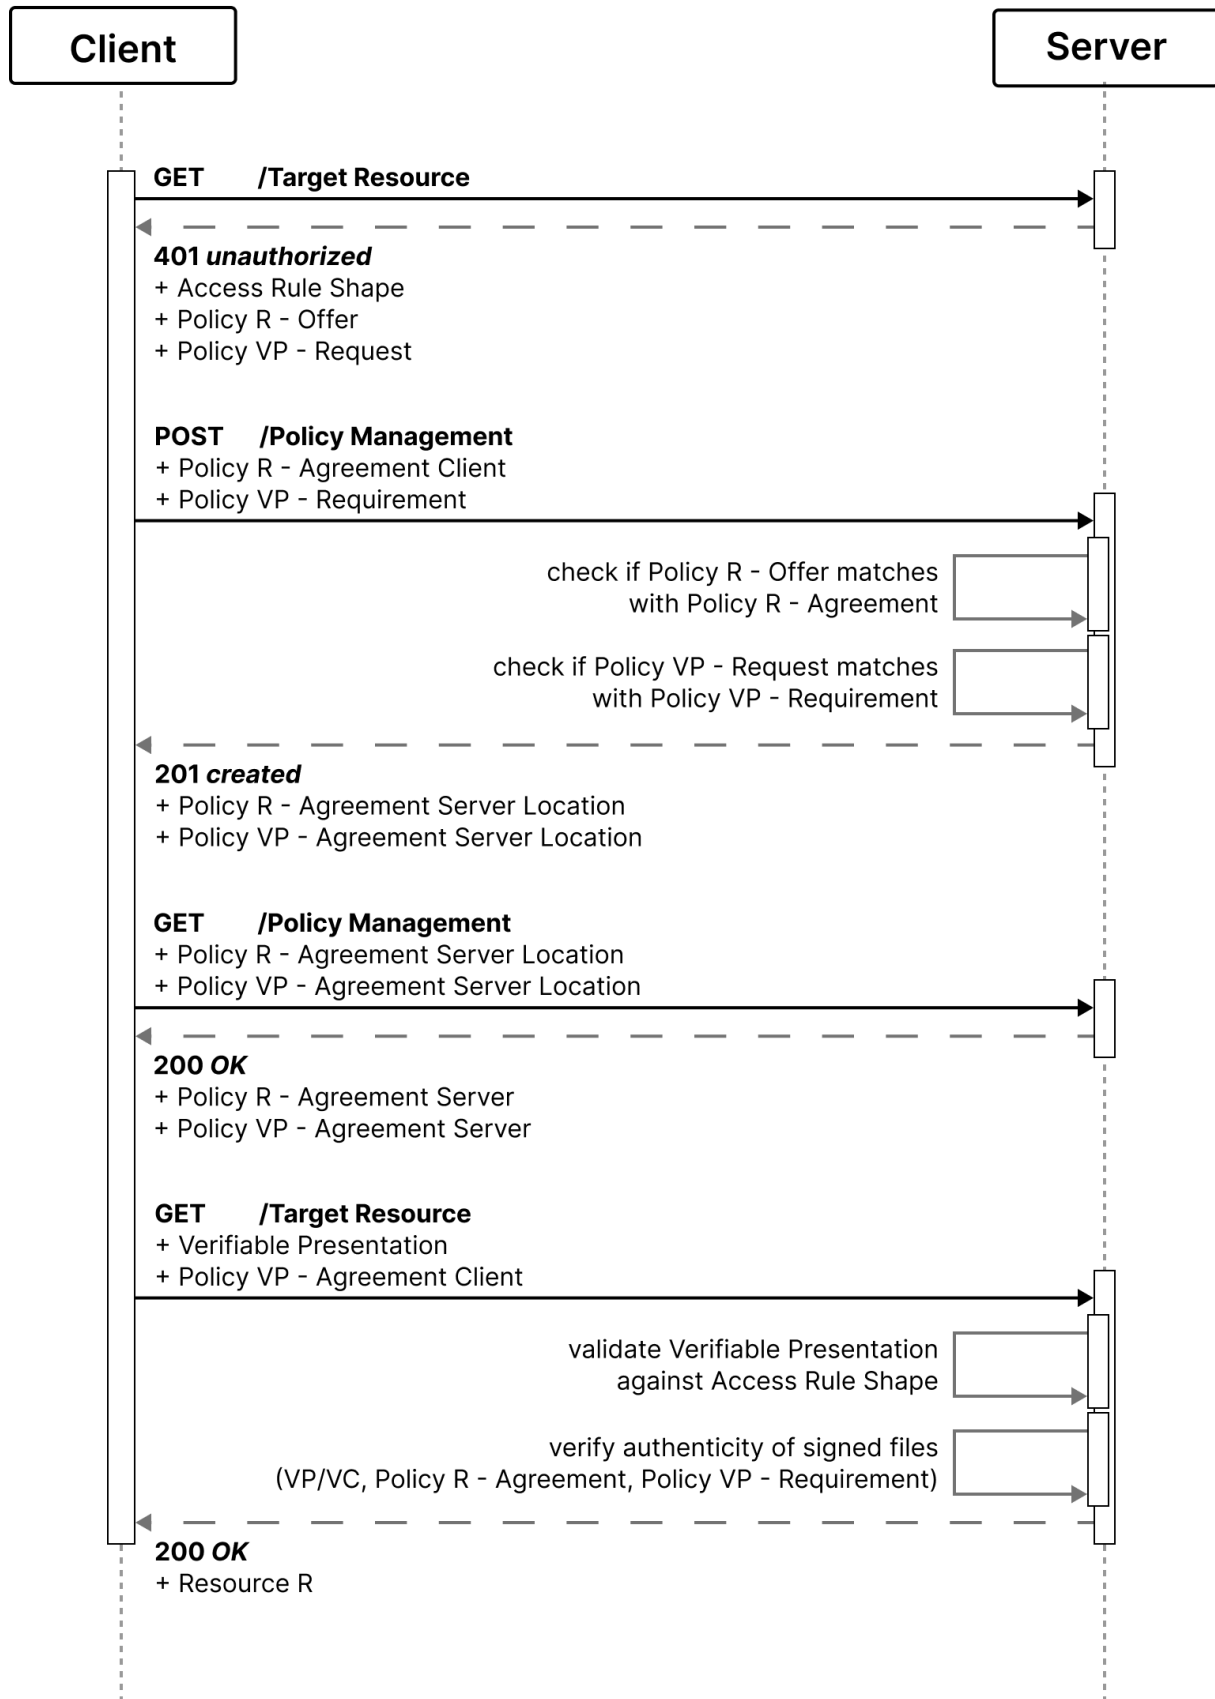 Client
Server
GET /Target Resource
401 unauthorized
+ Access Rule Shape
+ Policy R - Offer
+ Policy VP - Request
POST /Policy Management
+ Policy R - Agreement Client
+ Policy VP - Requirement
check if Policy R - Offer matches
with Policy R - Agreement
check if Policy VP - Request matches
with Policy VP - Requirement
201 created
+ Policy R - Agreement Server Location
+ Policy VP - Agreement Server Location
GET /Policy Management
+ Policy R - Agreement Server Location
+ Policy VP - Agreement Server Location
200 OK
+ Policy R - Agreement Server
+ Policy VP - Agreement Server
GET /Target Resource
+ Verifiable Presentation
+ Policy VP - Agreement Client
validate Verifiable Presentation
against Access Rule Shape
verify authenticity of signed files
(VP/VC, Policy R - Agreement, Policy VP - Requirement)
200 OK
+ Resource R